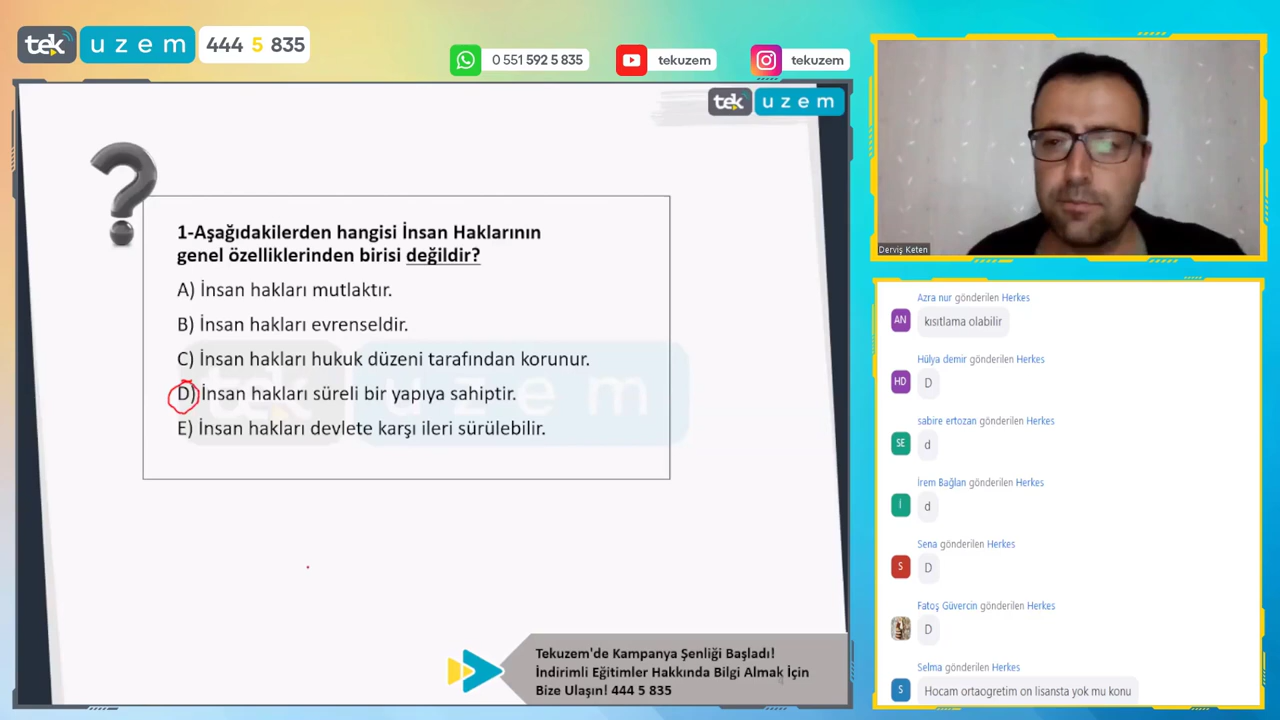 tek uzem 444 5 835
0 551 592 5 835
tekuzem
tekuzem
tek uzem
1-Aşağıdakilerden hangisi İnsan Haklarının
genel özelliklerinden birisi değildir?
A) İnsan hakları mutlaktır.
B) İnsan hakları evrenseldir.
C) İnsan hakları hukuk düzeni tarafından korunur.
D) İnsan hakları süreli bir yapıya sahiptir.
E) İnsan hakları devlete karşı ileri sürülebilir.
tek uzem
Tekuzem'de Kampanya Şenliği Başladı!
İndirimli Eğitimler Hakkında Bilgi Almak İçin
Bize Ulaşın! 444 5 835
Derviş Keten
Azra nur gönderilen Herkes
AN kısıtlama olabilir
Hülya demir gönderilen Herkes
HD D
sabire ertozan gönderilen Herkes
SE d
İrem Bağlan gönderilen Herkes
İ d
Sena gönderilen Herkes
S D
Fatoş Güvercin gönderilen Herkes
D
Selma gönderilen Herkes
S Hocam ortaogretim on lisansta yok mu konu